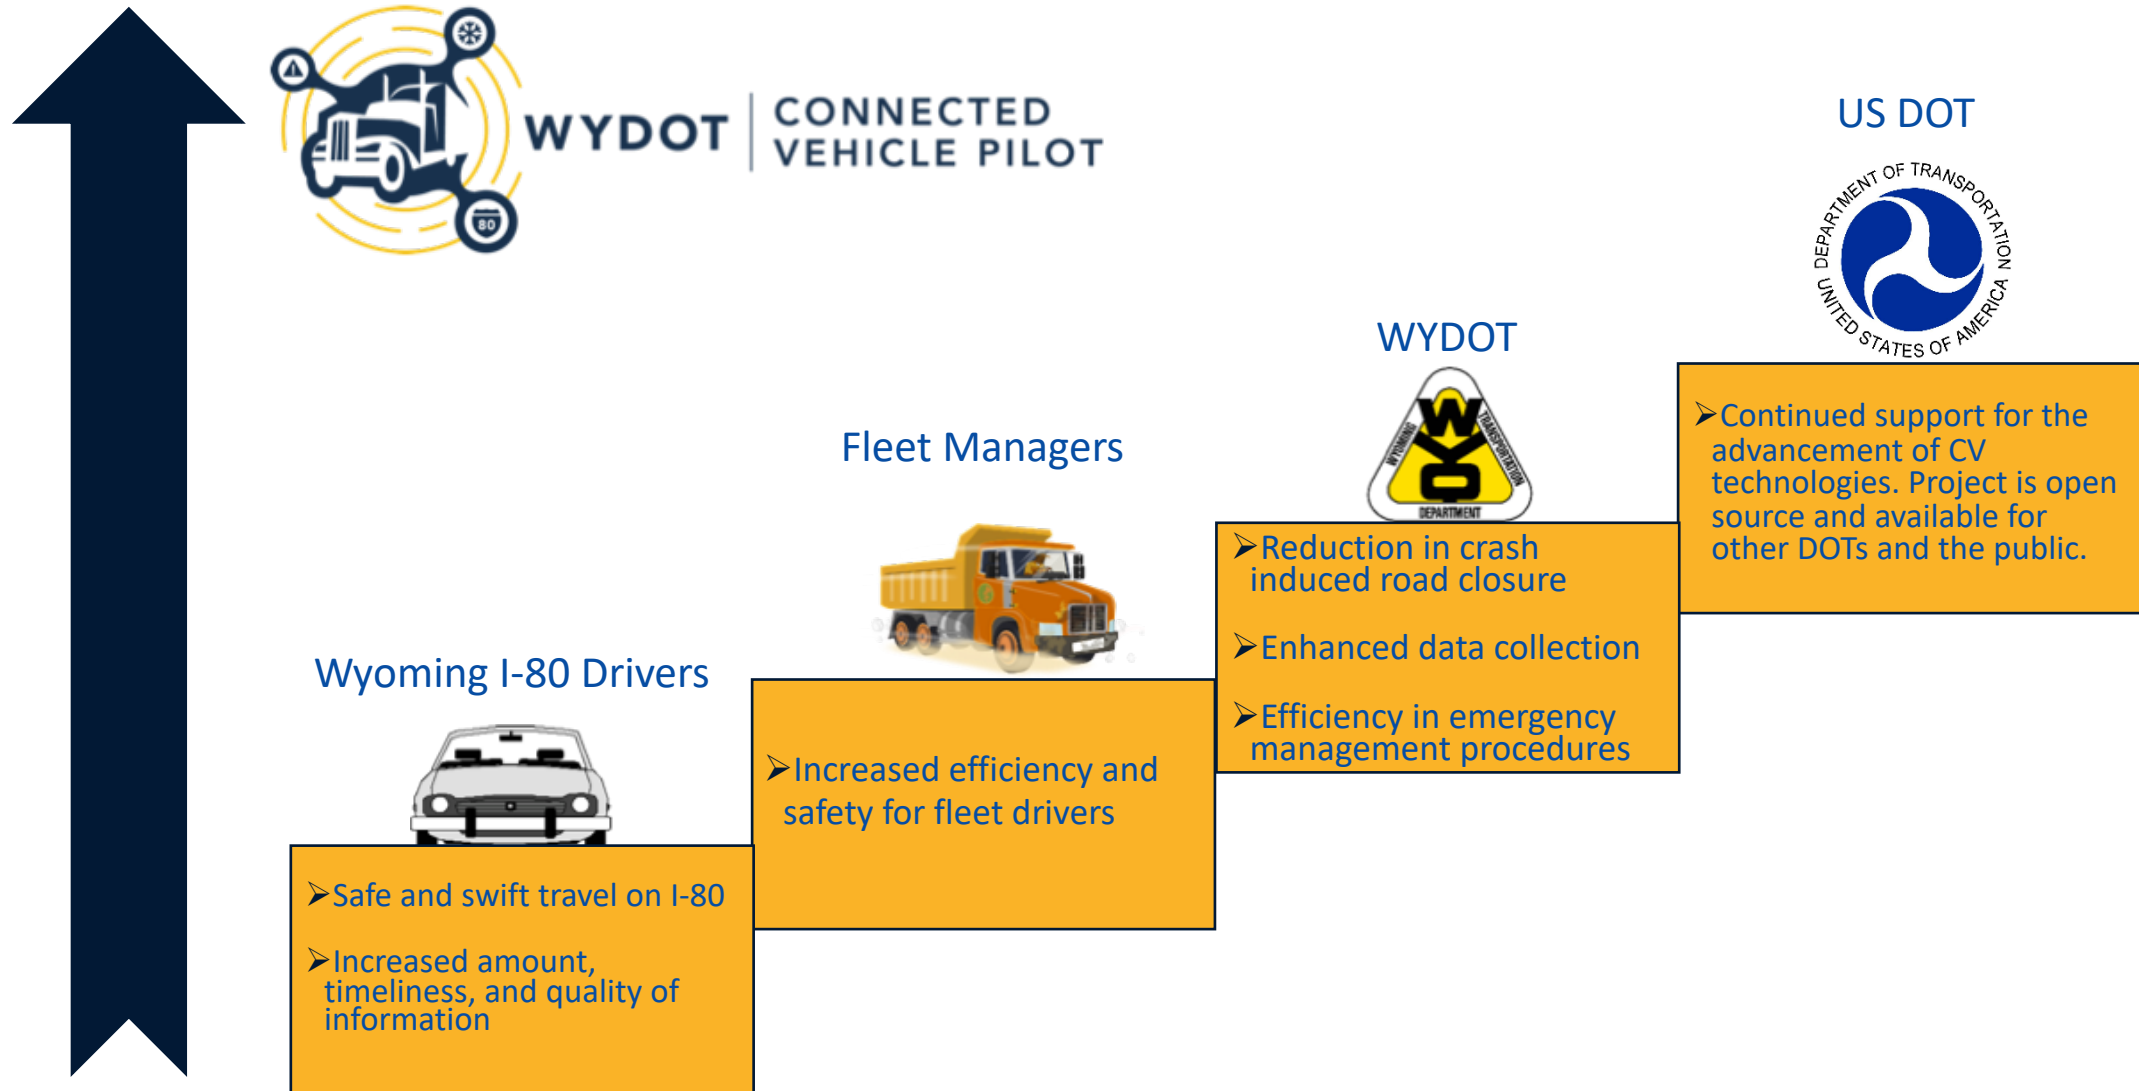 WYDOT
CONNECTED
VEHICLE PILOT
80
US DOT
DEPARTMENT OF TRANSPORTATION
UNITED STATES OF AMERICA
➢Continued support for the
advancement of CV
technologies. Project is open
source and available for
other DOTs and the public.
WYDOT
WYO
WYOMING
TRANSPORTATION
DEPARTMENT
➢Reduction in crash
induced road closure
➢Enhanced data collection
➢Efficiency in emergency
management procedures
Fleet Managers
➢Increased efficiency and
safety for fleet drivers
Wyoming I-80 Drivers
➢Safe and swift travel on I-80
➢Increased amount,
timeliness, and quality of
information